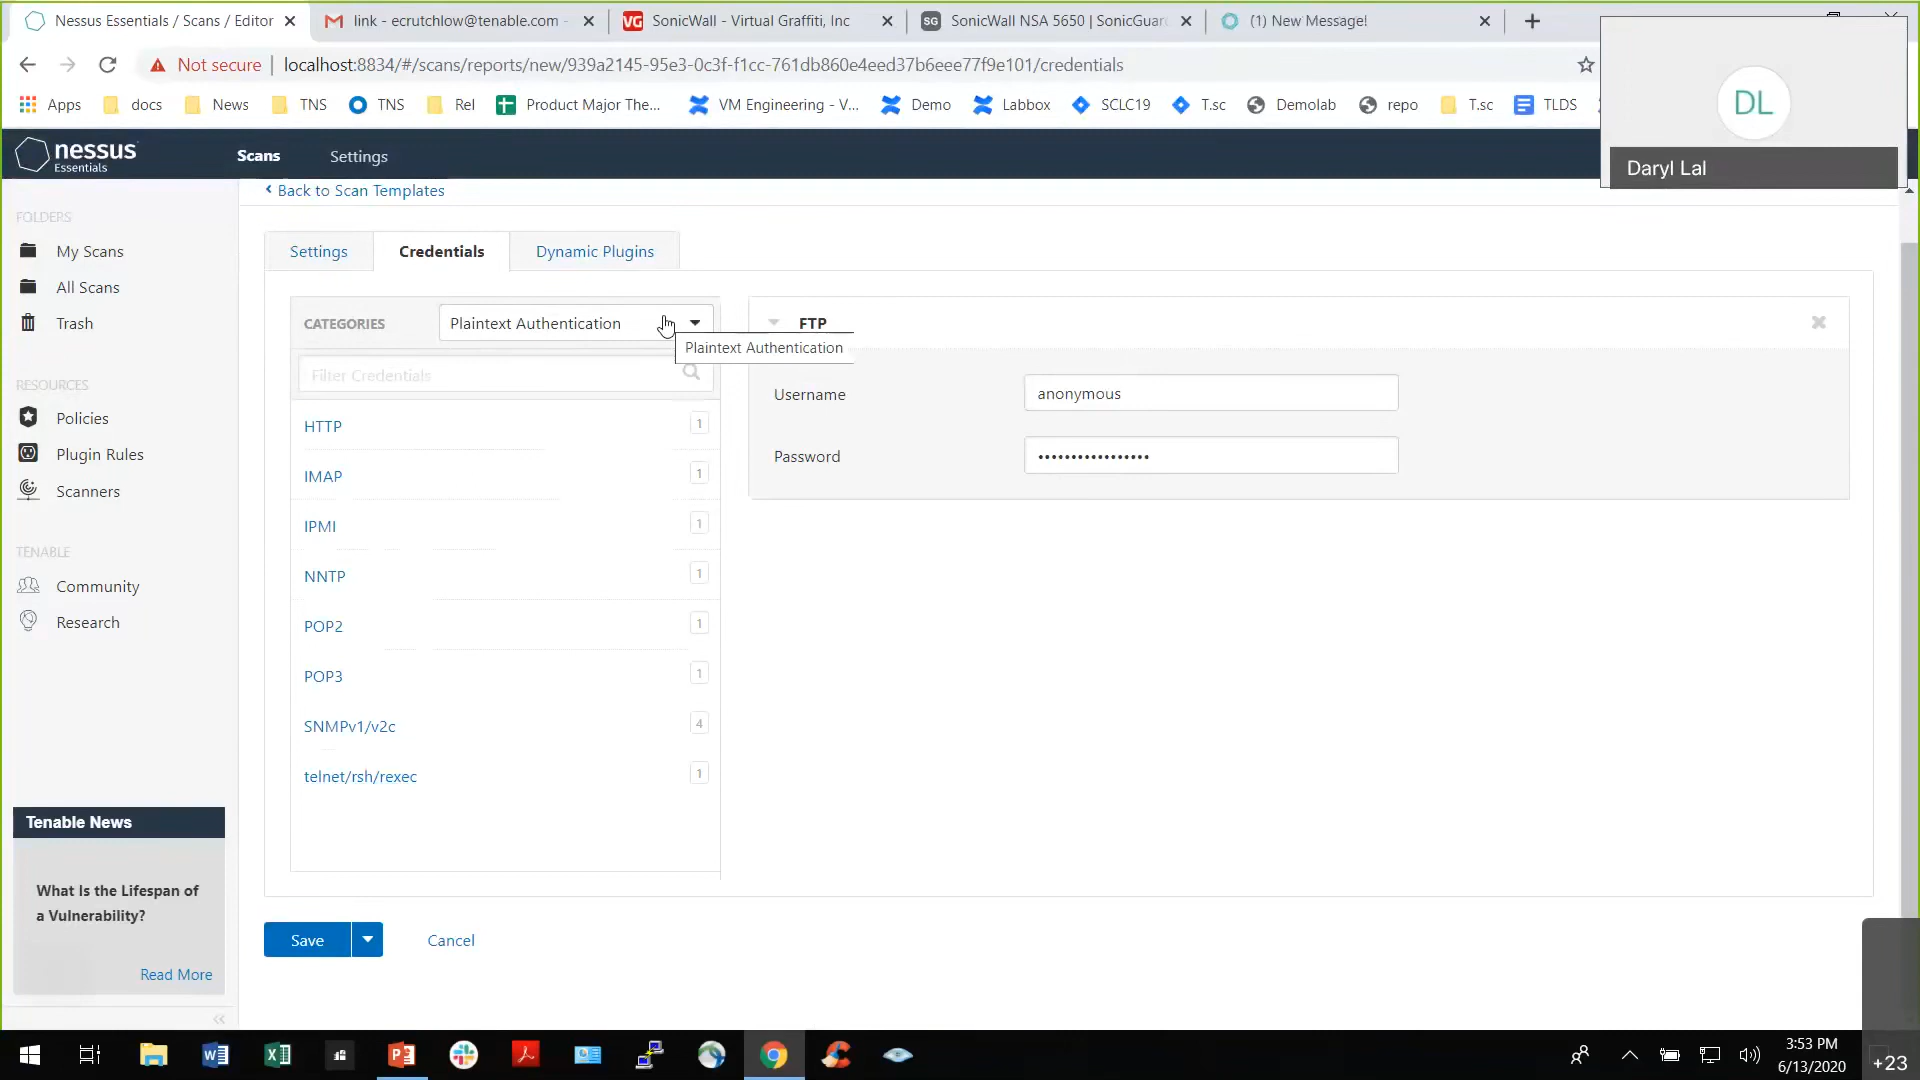 Nessus Essentials / Scans / Editor
link - ecrutchlow@tenable.com -
SonicWall - Virtual Graffiti, Inc
SonicWall NSA 5650 | SonicGuar
(1) New Message!
Not secure
localhost:8834/#/scans/reports/new/939a2145-95e3-0c3f-f1cc-761db860e4eed37b6eee77f9e101/credentials
Apps
docs
News
TNS
TNS
Rel
Product Major The...
VM Engineering - V...
Demo
Labbox
SCLC19
T.sc
Demolab
repo
T.sc
TLDS
DL
Daryl Lal
nessus
Essentials
Scans
Settings
Back to Scan Templates
FOLDERS
My Scans
All Scans
Trash
RESOURCES
Policies
Plugin Rules
Scanners
TENABLE
Community
Research
Tenable News
What Is the Lifespan of
a Vulnerability?
Read More
Settings
Credentials
Dynamic Plugins
CATEGORIES
Plaintext Authentication
Plaintext Authentication
Filter Credentials
HTTP 1
IMAP 1
IPMI 1
NNTP 1
POP2 1
POP3 1
SNMPv1/v2c 4
telnet/rsh/rexec 1
FTP
Username
anonymous
Password
•••••••••••••••••
Save
Cancel
3:53 PM
6/13/2020
+23